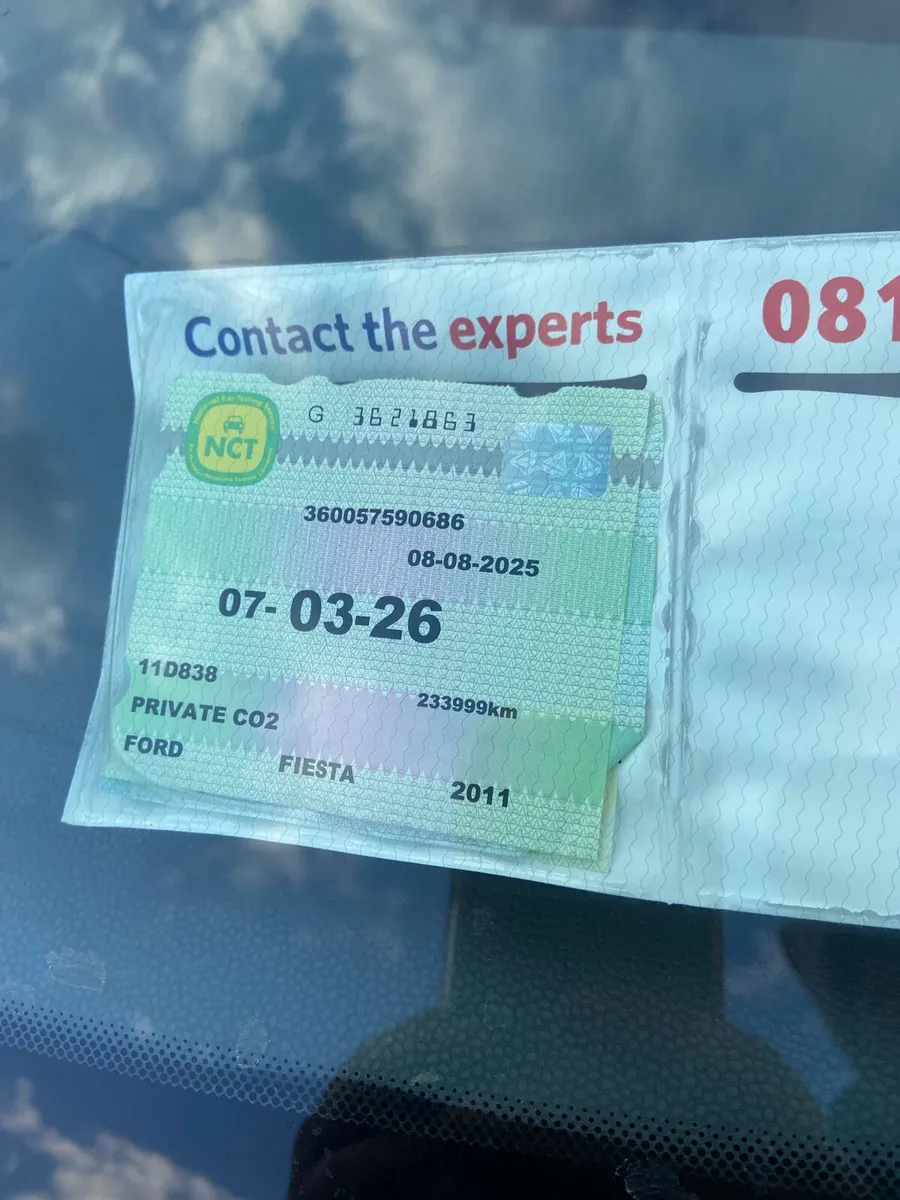 Contact the experts
081
NCT
G 3621863
360057590686
08-08-2025
07-03-26
11D838
233999km
PRIVATE CO2
FORD
FIESTA
2011